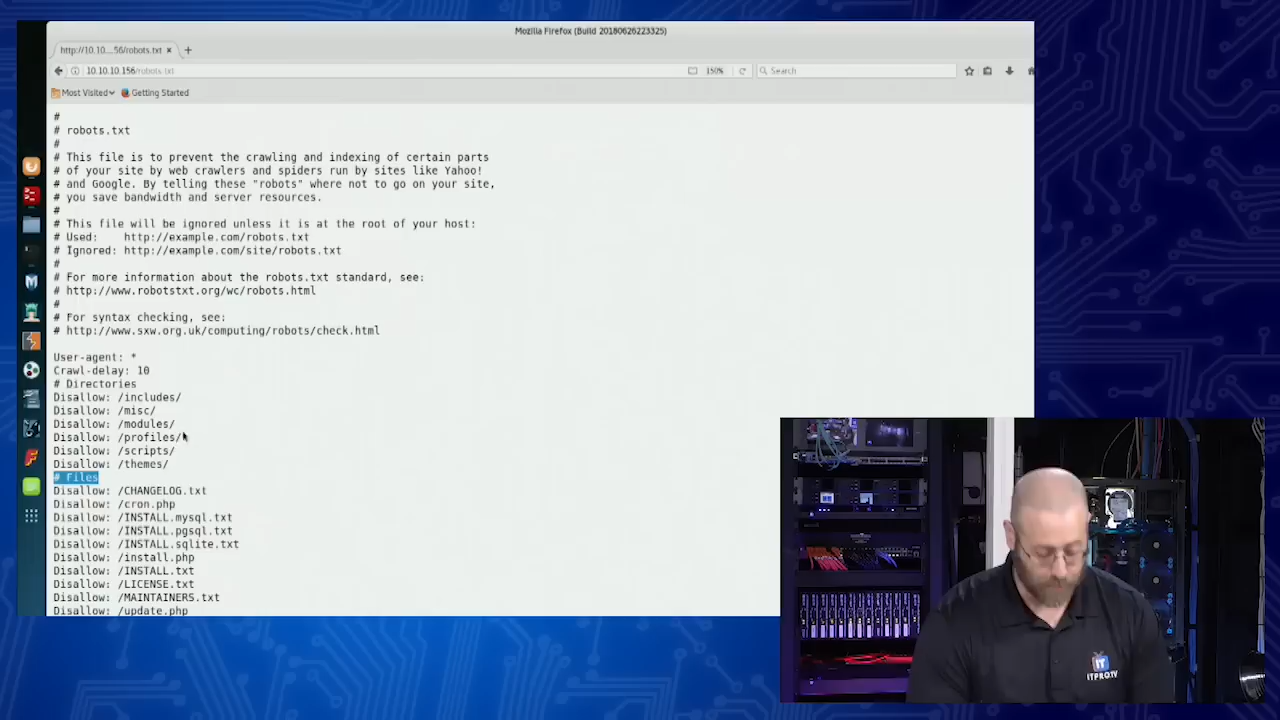 Mozilla Firefox (Build 20180626223325)
http://10.10....56/robots.txt × +
10.10.10.156/robots.txt 150% Search
Most Visited Getting Started
#
# robots.txt
#
# This file is to prevent the crawling and indexing of certain parts
# of your site by web crawlers and spiders run by sites like Yahoo!
# and Google. By telling these "robots" where not to go on your site,
# you save bandwidth and server resources.
#
# This file will be ignored unless it is at the root of your host:
# Used:    http://example.com/robots.txt
# Ignored: http://example.com/site/robots.txt
#
# For more information about the robots.txt standard, see:
# http://www.robotstxt.org/wc/robots.html
#
# For syntax checking, see:
# http://www.sxw.org.uk/computing/robots/check.html
User-agent: *
Crawl-delay: 10
# Directories
Disallow: /includes/
Disallow: /misc/
Disallow: /modules/
Disallow: /profiles/
Disallow: /scripts/
Disallow: /themes/
# Files
Disallow: /CHANGELOG.txt
Disallow: /cron.php
Disallow: /INSTALL.mysql.txt
Disallow: /INSTALL.pgsql.txt
Disallow: /INSTALL.sqlite.txt
Disallow: /install.php
Disallow: /INSTALL.txt
Disallow: /LICENSE.txt
Disallow: /MAINTAINERS.txt
Disallow: /update.php
IT
ITPRO.TV